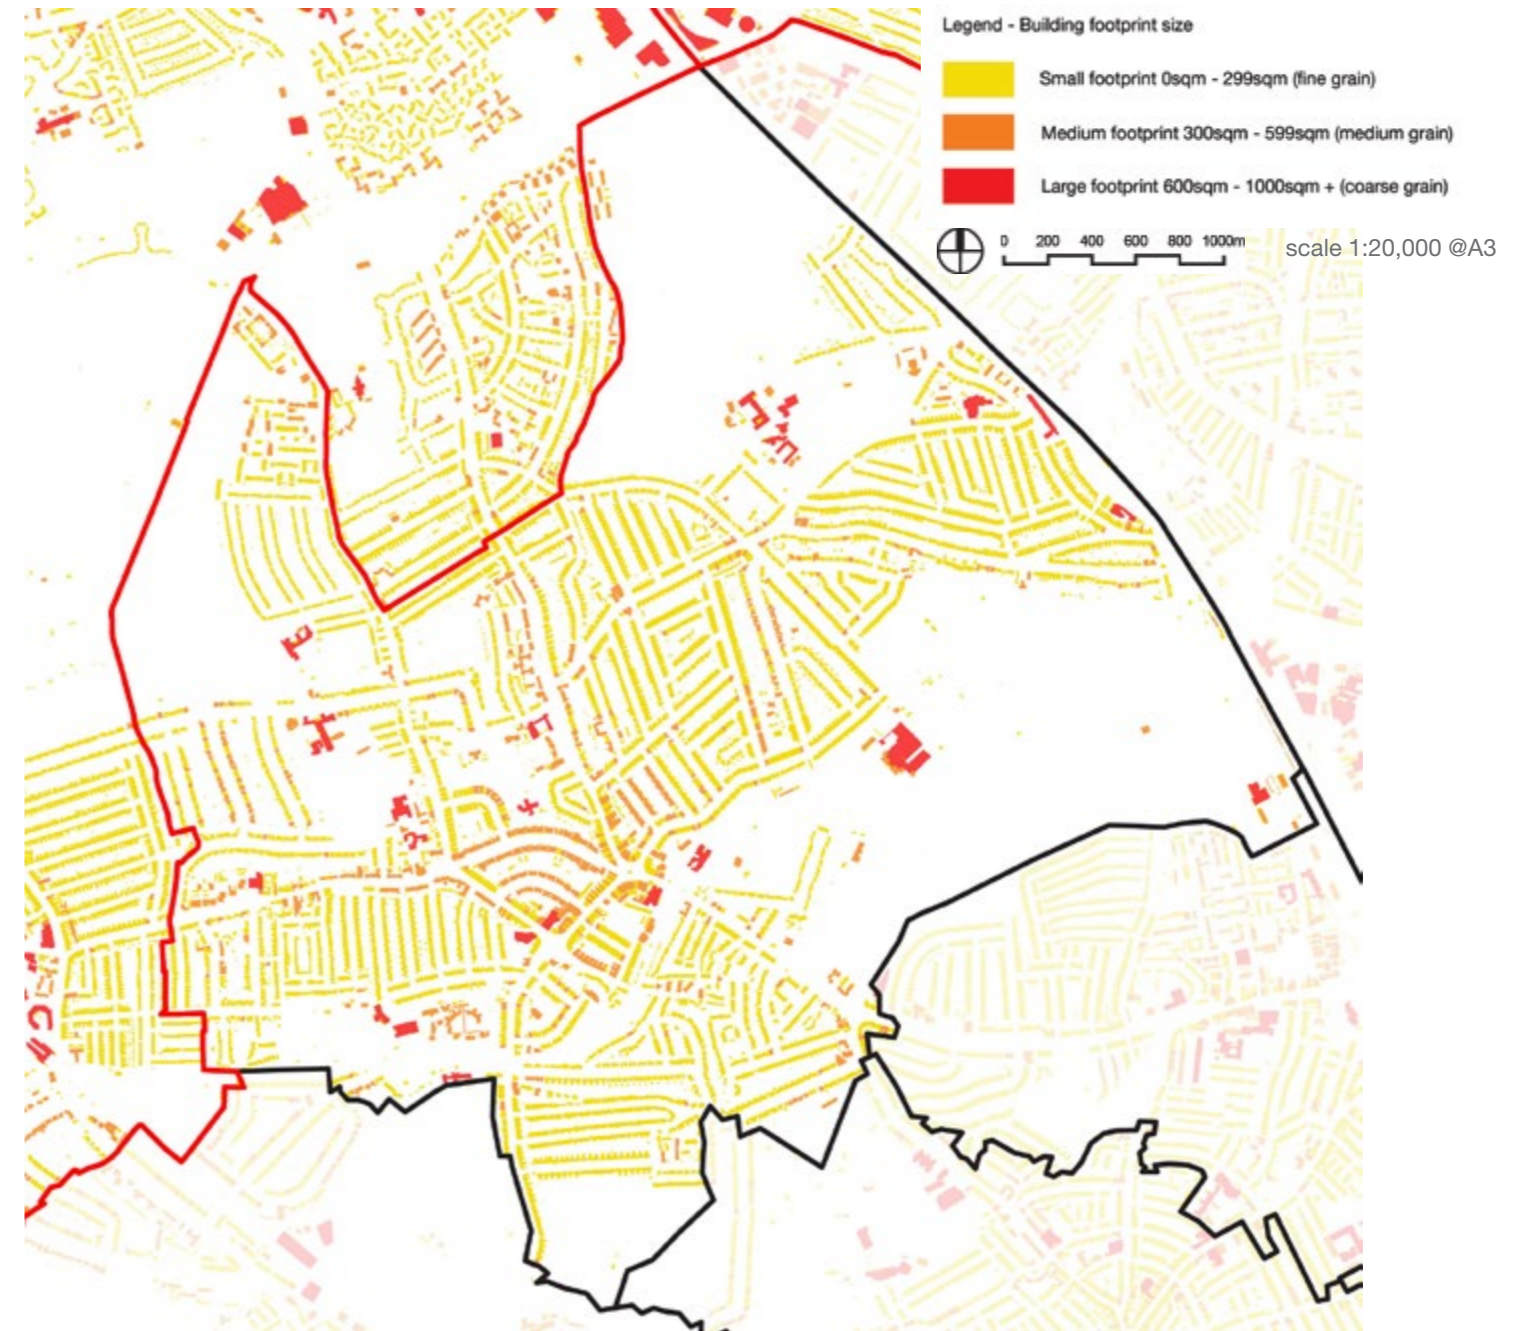 Legend - Building footprint size
Small footprint 0sqm - 299sqm (fine grain)
Medium footprint 300sqm - 599sqm (medium grain)
Large footprint 600sqm - 1000sqm + (coarse grain)
0 200 400 600 800 1000m
scale 1:20,000 @A3